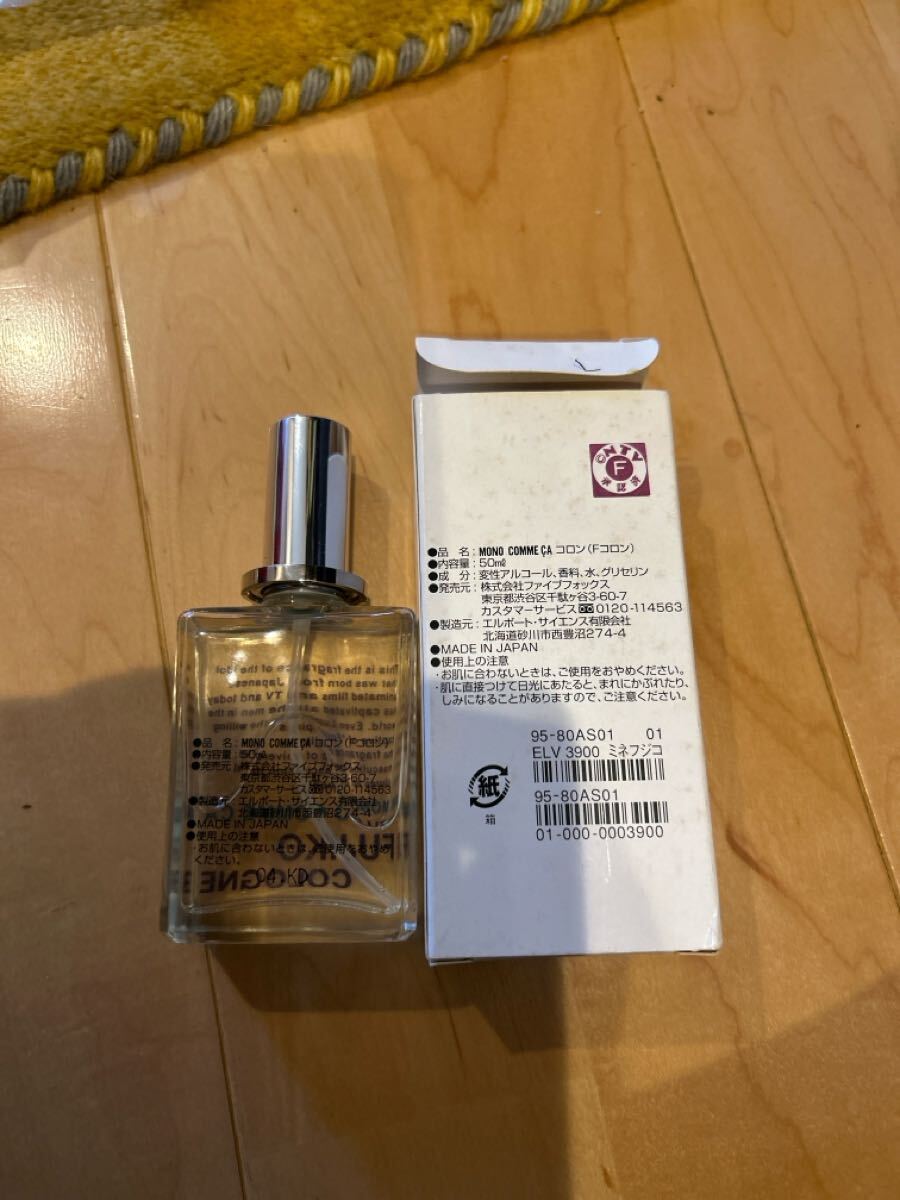 ©NTV
F
承認済
●品　名：MONO COMME ÇA コロン（Fコロン）
●内容量：50㎖
●成　分：変性アルコール、香料、水、グリセリン
●発売元：株式会社ファイブフォックス
東京都渋谷区千駄ヶ谷3-60-7
カスタマーサービス 0120-114563
●製造元：エルポート・サイエンス有限会社
北海道砂川市西豊沼274-4
●MADE IN JAPAN
●使用上の注意
・お肌に合わないときは、ご使用をおやめください。
・肌に直接つけて日光にあたると、まれにかぶれたり、
しみになることがありますので、ご注意ください。
95-80AS01 01
ELV 3900 ミネフジコ
95-80AS01
01-000-0003900
紙
箱
This is the fragrance of the idol
that was born from Japanese
animated films and TV and today
has captivated all the men in the
world.
●品　名：MONO COMME ÇA コロン（Fコロン）
●内容量：50㎖
●発売元：株式会社ファイブフォックス
東京都渋谷区千駄ヶ谷3-60-7
カスタマーサービス 0120-114563
●製造元：エルポート・サイエンス有限会社
北海道砂川市西豊沼274-4
●MADE IN JAPAN
●使用上の注意
・お肌に合わないときは、ご使用をおやめ
ください。
FUJIKO
COLOGNE
04.KD